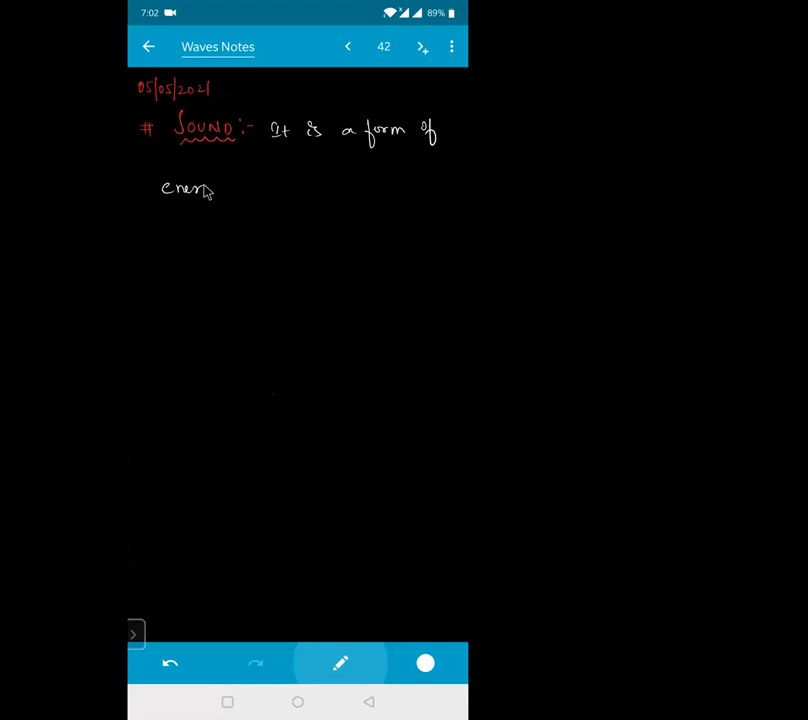 7:02 89%
Waves Notes 42
05/05/2021
# SOUND :- It is a form of
ener